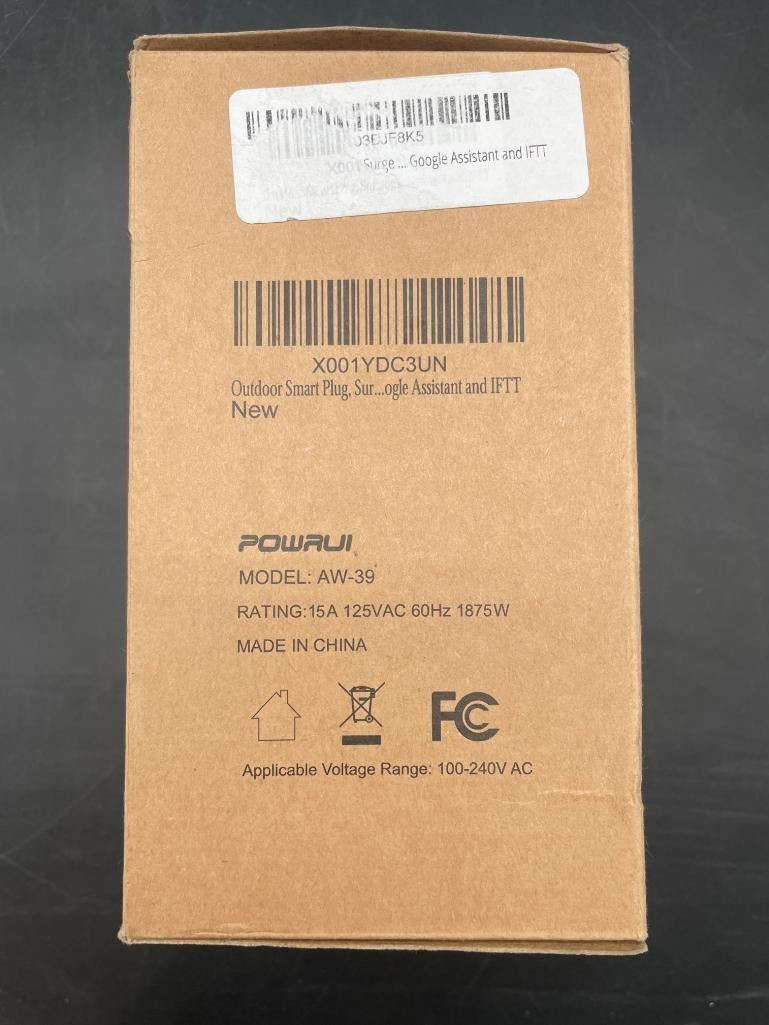 03EJF8K5
X001
Surge ... Google Assistant and IFTT
New
X001YDC3UN
Outdoor Smart Plug, Sur...ogle Assistant and IFTT
New
POWRUI
MODEL: AW-39
RATING:15A 125VAC 60Hz 1875W
MADE IN CHINA
FC
Applicable Voltage Range: 100-240V AC